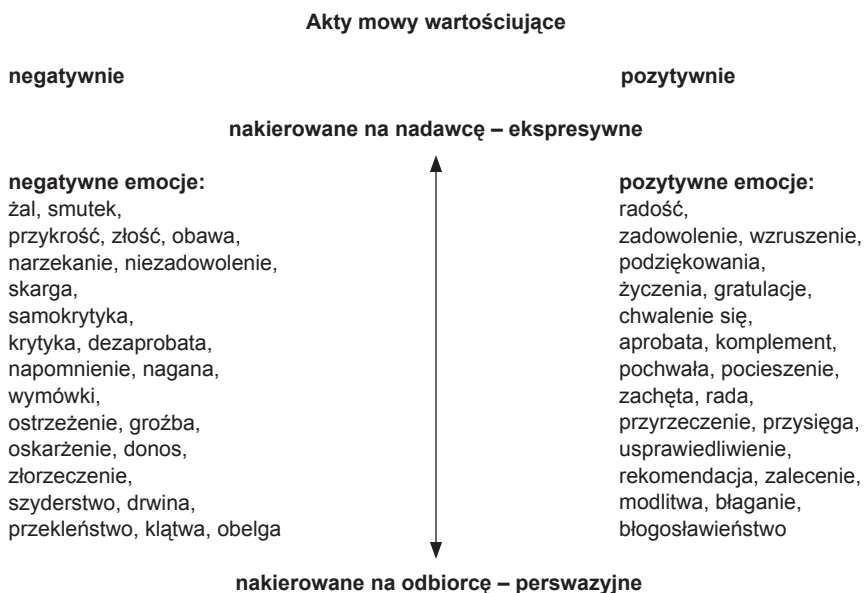 Akty mowy wartościujące
negatywnie
pozytywnie
nakierowane na nadawcę – ekspresywne
negatywne emocje:
żal, smutek,
przykrość, złość, obawa,
narzekanie, niezadowolenie,
skarga,
samokrytyka,
krytyka, dezaprobata,
napomnienie, nagana,
wymówki,
ostrzeżenie, groźba,
oskarżenie, donos,
złorzeczenie,
szyderstwo, drwina,
przekleństwo, klątwa, obelga
pozytywne emocje:
radość,
zadowolenie, wzruszenie,
podziękowania,
życzenia, gratulacje,
chwalenie się,
aprobata, komplement,
pochwała, pocieszenie,
zachęta, rada,
przyrzeczenie, przysięga,
usprawiedliwienie,
rekomendacja, zalecenie,
modlitwa, błaganie,
błogosławieństwo
nakierowane na odbiorcę – perswazyjne